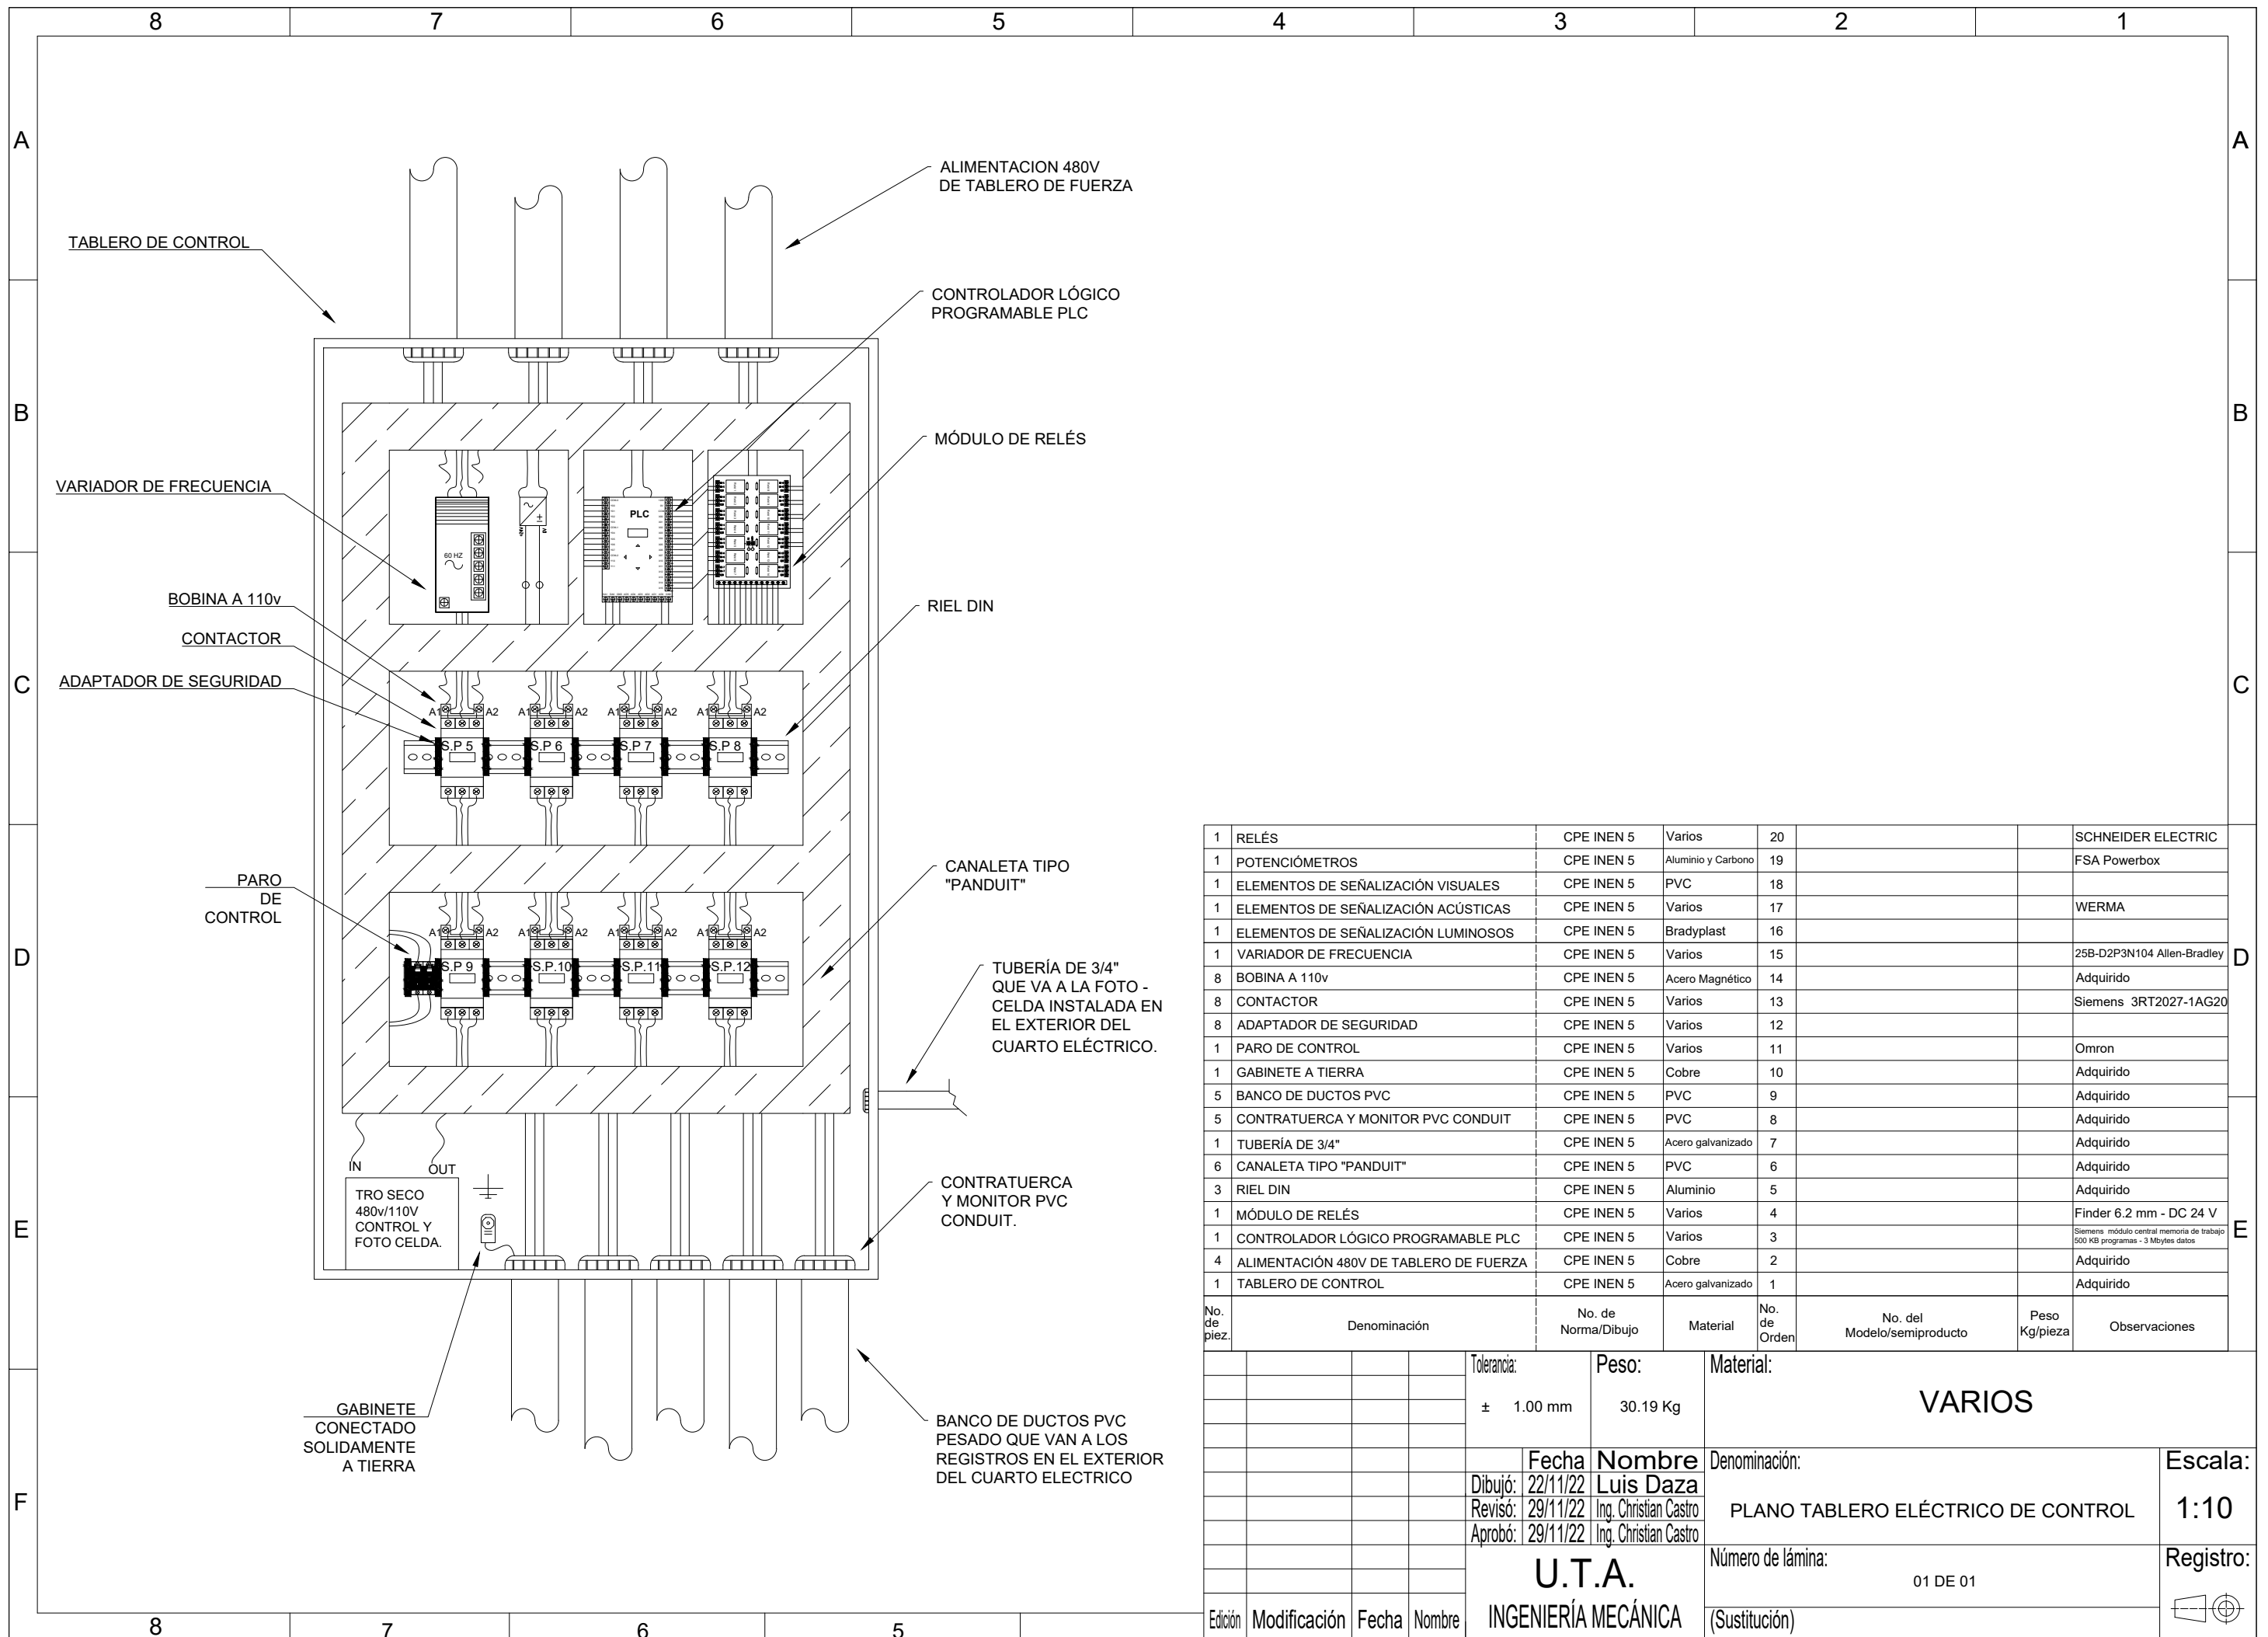 8 7 6 5 4 3 2 1
A A
ALIMENTACION 480V
DE TABLERO DE FUERZA
TABLERO DE CONTROL
CONTROLADOR LÓGICO
PROGRAMABLE PLC
B B
MÓDULO DE RELÉS
VARIADOR DE FRECUENCIA
PLC
60 HZ
BOBINA A 110v
RIEL DIN
CONTACTOR
C ADAPTADOR DE SEGURIDAD C
A1 A2 A1 A2 A1 A2 A1 A2
S.P 5 S.P 6 S.P 7 S.P 8
CANALETA TIPO
"PANDUIT"
PARO
DE
CONTROL
A1 A2 A1 A2 A1 A2 A1 A2
D D
S.P 9 S.P.10 S.P.11 S.P.12
TUBERÍA DE 3/4"
QUE VA A LA FOTO -
CELDA INSTALADA EN
EL EXTERIOR DEL
CUARTO ELÉCTRICO.
IN OUT
TRO SECO
480v/110V
CONTROL Y
FOTO CELDA.
CONTRATUERCA
Y MONITOR PVC
CONDUIT.
E E
GABINETE
CONECTADO
SOLIDAMENTE
A TIERRA
BANCO DE DUCTOS PVC
PESADO QUE VAN A LOS
REGISTROS EN EL EXTERIOR
DEL CUARTO ELECTRICO
F
8 7 6 5
1 RELÉS CPE INEN 5 Varios 20 SCHNEIDER ELECTRIC
1 POTENCIÓMETROS CPE INEN 5 Aluminio y Carbono 19 FSA Powerbox
1 ELEMENTOS DE SEÑALIZACIÓN VISUALES CPE INEN 5 PVC 18
1 ELEMENTOS DE SEÑALIZACIÓN ACÚSTICAS CPE INEN 5 Varios 17 WERMA
1 ELEMENTOS DE SEÑALIZACIÓN LUMINOSOS CPE INEN 5 Bradyplast 16
1 VARIADOR DE FRECUENCIA CPE INEN 5 Varios 15 25B-D2P3N104 Allen-Bradley
8 BOBINA A 110v CPE INEN 5 Acero Magnético 14 Adquirido
8 CONTACTOR CPE INEN 5 Varios 13 Siemens 3RT2027-1AG20
8 ADAPTADOR DE SEGURIDAD CPE INEN 5 Varios 12
1 PARO DE CONTROL CPE INEN 5 Varios 11 Omron
1 GABINETE A TIERRA CPE INEN 5 Cobre 10 Adquirido
5 BANCO DE DUCTOS PVC CPE INEN 5 PVC 9 Adquirido
5 CONTRATUERCA Y MONITOR PVC CONDUIT CPE INEN 5 PVC 8 Adquirido
1 TUBERÍA DE 3/4" CPE INEN 5 Acero galvanizado 7 Adquirido
6 CANALETA TIPO "PANDUIT" CPE INEN 5 PVC 6 Adquirido
3 RIEL DIN CPE INEN 5 Aluminio 5 Adquirido
1 MÓDULO DE RELÉS CPE INEN 5 Varios 4 Finder 6.2 mm - DC 24 V
1 CONTROLADOR LÓGICO PROGRAMABLE PLC CPE INEN 5 Varios 3 Siemens módulo central memoria de trabajo
500 KB programas - 3 Mbytes datos
4 ALIMENTACIÓN 480V DE TABLERO DE FUERZA CPE INEN 5 Cobre 2 Adquirido
1 TABLERO DE CONTROL CPE INEN 5 Acero galvanizado 1 Adquirido
No. de piez. Denominación No. de Norma/Dibujo Material No. de Orden No. del Modelo/semiproducto Peso Kg/pieza Observaciones
Tolerancia: Peso: Material:
± 1.00 mm 30.19 Kg VARIOS
Fecha Nombre Denominación: Escala:
Dibujó: 22/11/22 Luis Daza
Revisó: 29/11/22 Ing. Christian Castro PLANO TABLERO ELÉCTRICO DE CONTROL 1:10
Aprobó: 29/11/22 Ing. Christian Castro
U.T.A. Número de lámina: Registro:
01 DE 01
Edición Modificación Fecha Nombre INGENIERÍA MECÁNICA (Sustitución)